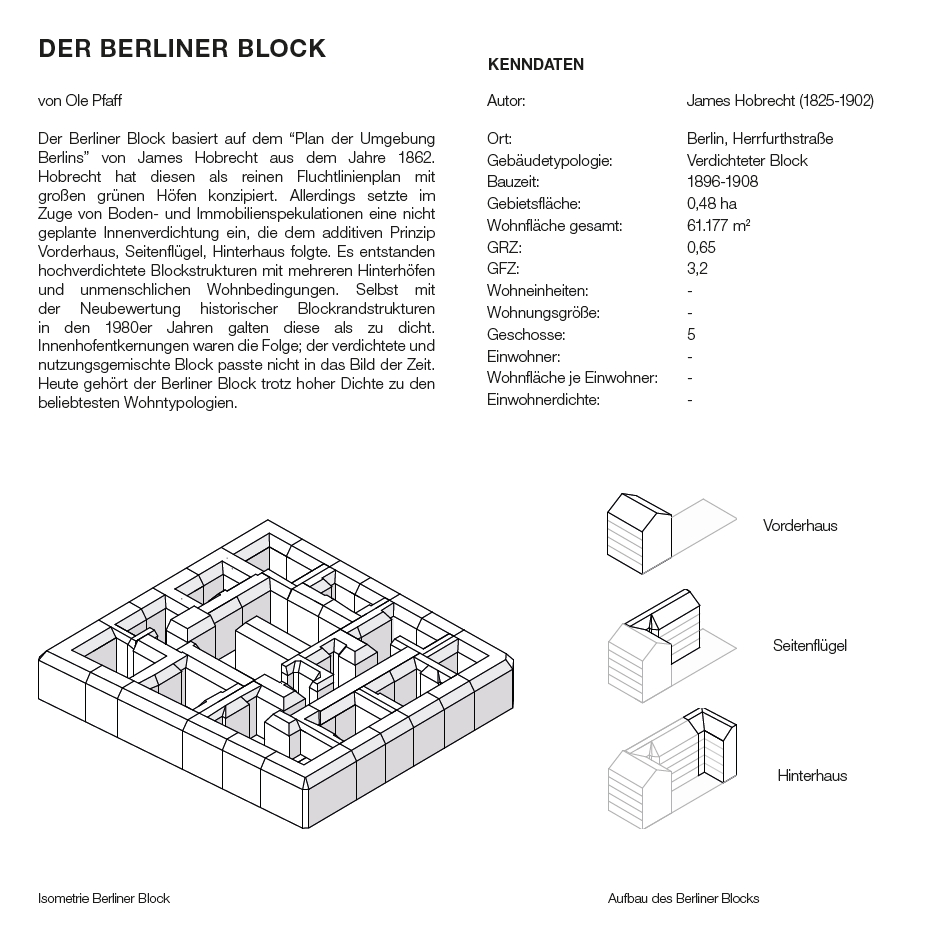 DER BERLINER BLOCK
von Ole Pfaff
Der Berliner Block basiert auf dem “Plan der Umgebung
Berlins” von James Hobrecht aus dem Jahre 1862.
Hobrecht hat diesen als reinen Fluchtlinienplan mit
großen grünen Höfen konzipiert. Allerdings setzte im
Zuge von Boden- und Immobilienspekulationen eine nicht
geplante Innenverdichtung ein, die dem additiven Prinzip
Vorderhaus, Seitenflügel, Hinterhaus folgte. Es entstanden
hochverdichtete Blockstrukturen mit mehreren Hinterhöfen
und unmenschlichen Wohnbedingungen. Selbst mit
der Neubewertung historischer Blockrandstrukturen
in den 1980er Jahren galten diese als zu dicht.
Innenhofentkernungen waren die Folge; der verdichtete und
nutzungsgemischte Block passte nicht in das Bild der Zeit.
Heute gehört der Berliner Block trotz hoher Dichte zu den
beliebtesten Wohntypologien.
KENNDATEN
Autor: James Hobrecht (1825-1902)
Ort: Berlin, Herrfurthstraße
Gebäudetypologie: Verdichteter Block
Bauzeit: 1896-1908
Gebietsfläche: 0,48 ha
Wohnfläche gesamt: 61.177 m²
GRZ: 0,65
GFZ: 3,2
Wohneinheiten: -
Wohnungsgröße: -
Geschosse: 5
Einwohner: -
Wohnfläche je Einwohner: -
Einwohnerdichte: -
Vorderhaus
Seitenflügel
Hinterhaus
Isometrie Berliner Block
Aufbau des Berliner Blocks